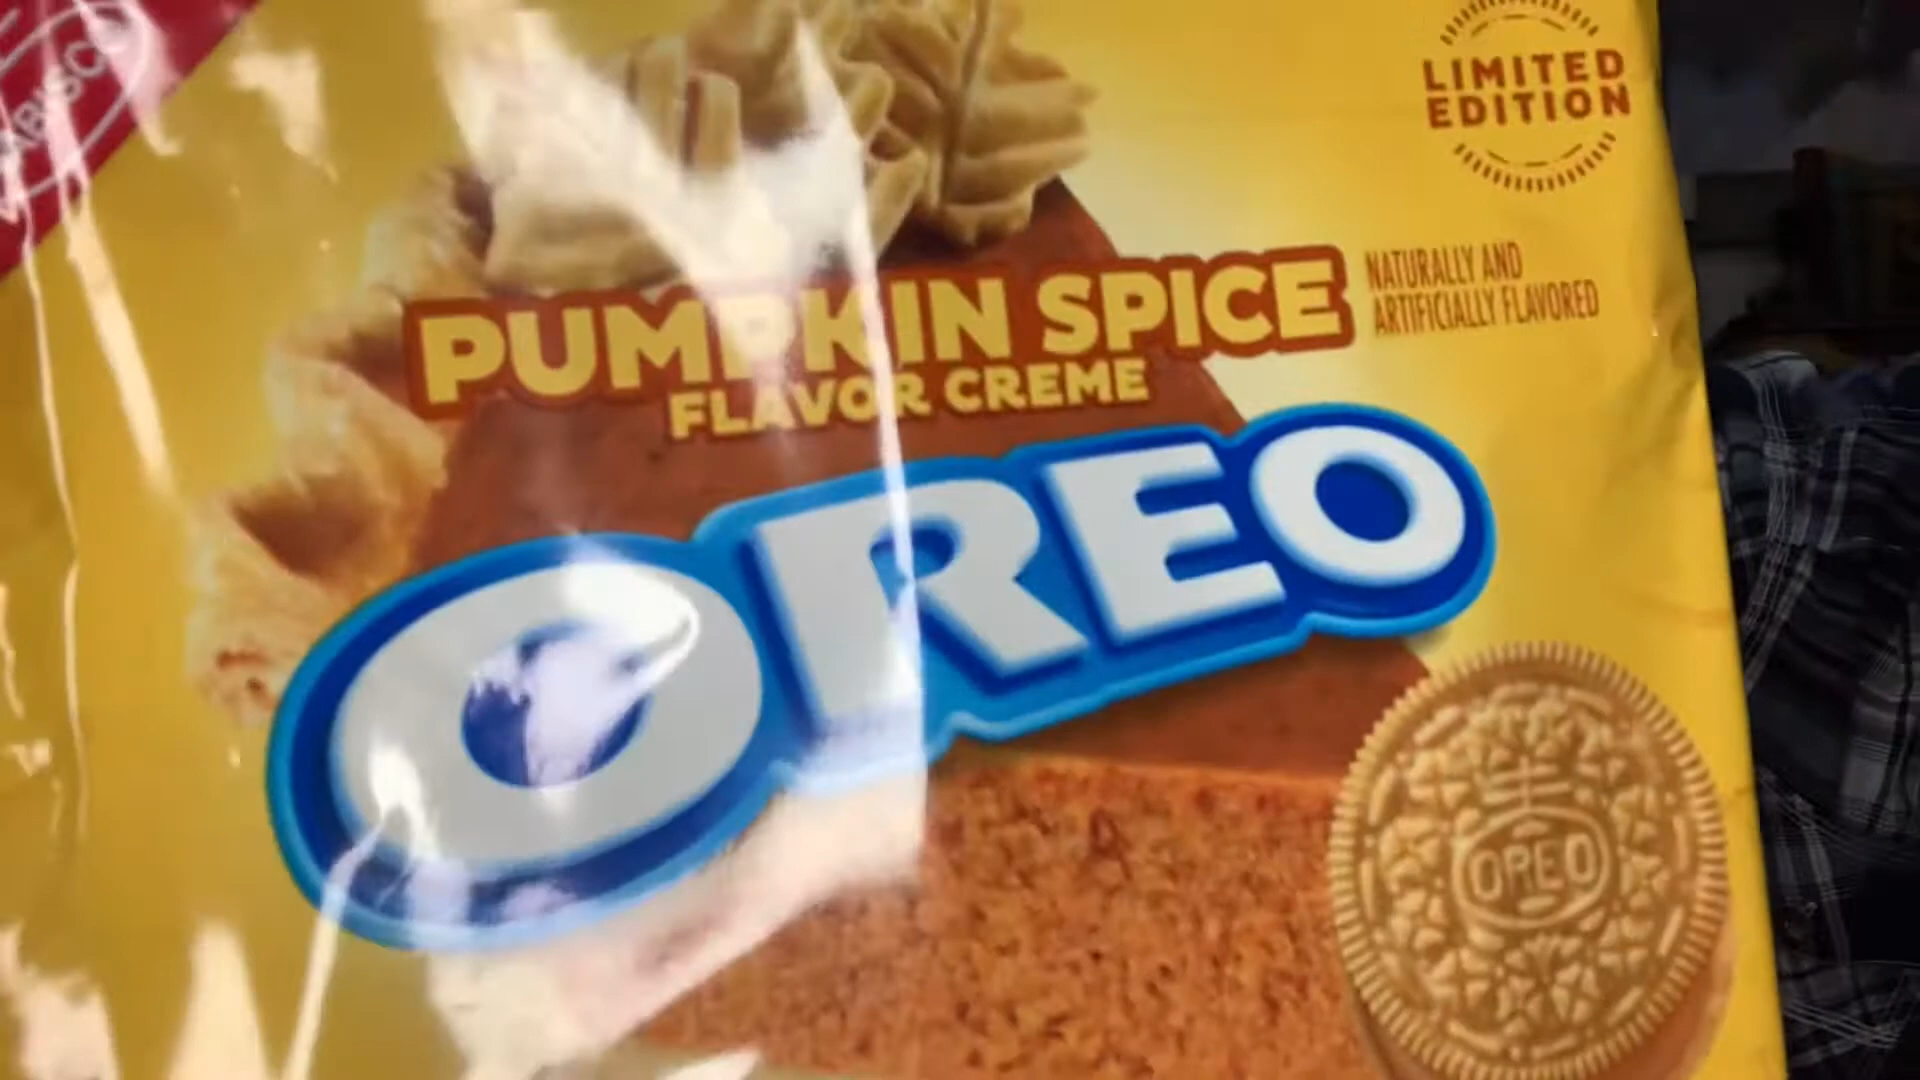 LIMITED
EDITION
PUMPKIN SPICE
FLAVOR CREME
NATURALLY AND
ARTIFICIALLY FLAVORED
OREO
OREO